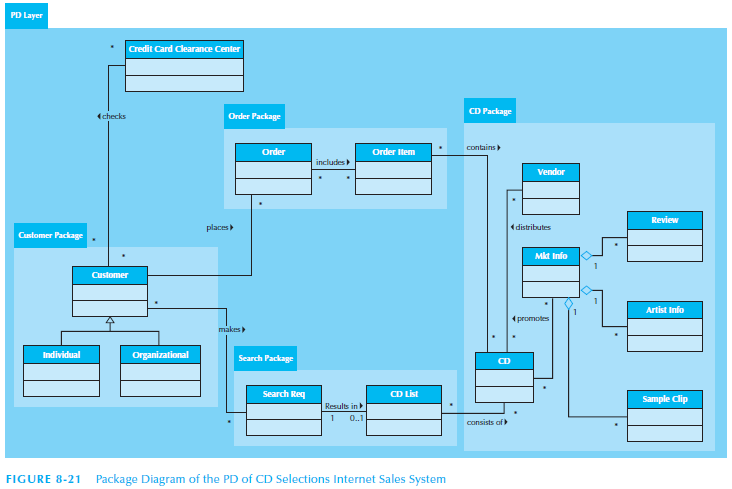 PD Layer
*
Credit Card Clearance Center
checks
Order Package
CD Package
Order
includes
*
*
Order Item
*
contains
Vendor
*
*
places
distributes
Review
*
Customer Package
*
*
Customer
*
Mkt Info
1
1
1
*
Artist Info
*
makes
promotes
*
*
Individual
Organizational
Search Package
CD
*
Search Req
Results in
1
0..1
CD List
*
*
consists of
*
Sample Clip
*
FIGURE 8-21 Package Diagram of the PD of CD Selections Internet Sales System